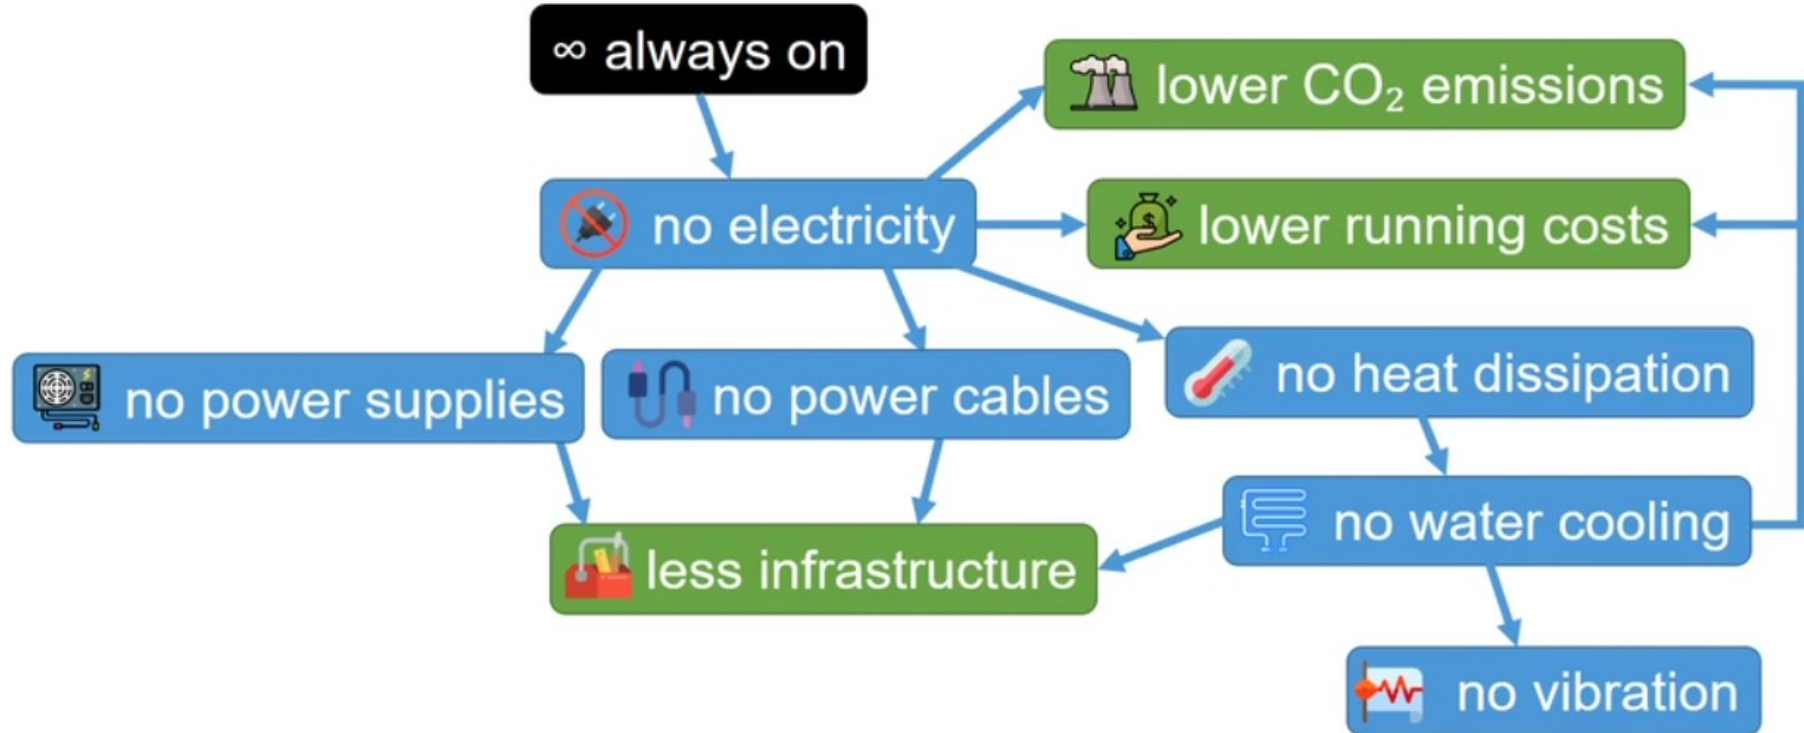 ∞ always on
lower CO₂ emissions
no electricity
lower running costs
no heat dissipation
no power supplies
no power cables
no water cooling
less infrastructure
no vibration